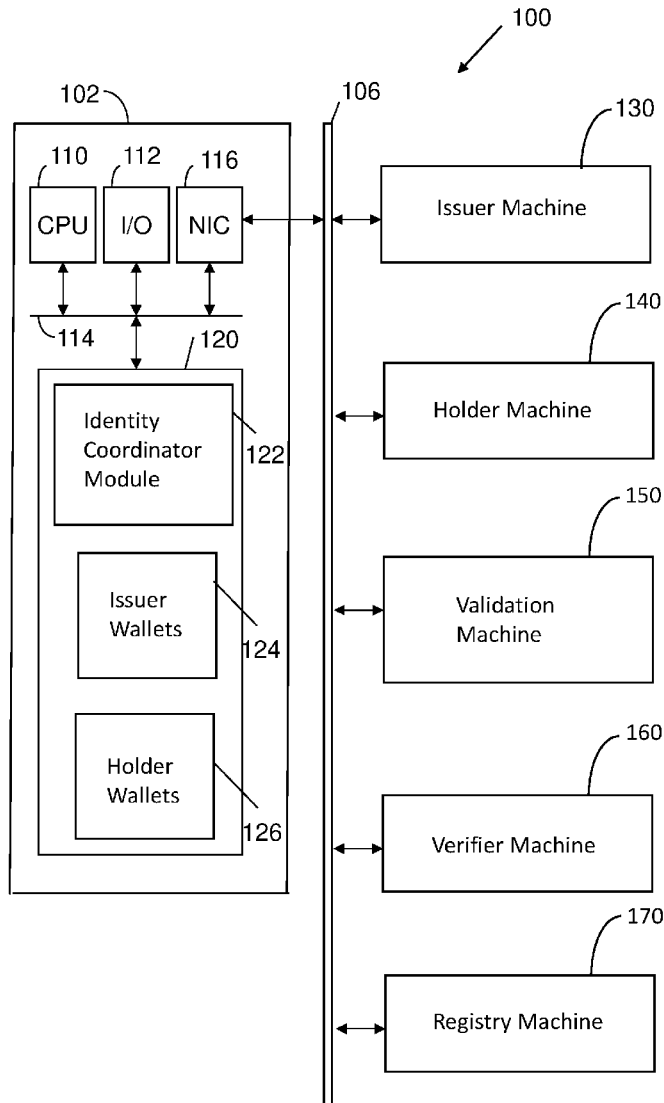 100
102
106
130
110
112
116
CPU
I/O
NIC
Issuer Machine
114
120
140
Identity
Coordinator
Module
122
Holder Machine
150
Issuer
Wallets
124
Validation
Machine
160
Holder
Wallets
126
Verifier Machine
170
Registry Machine